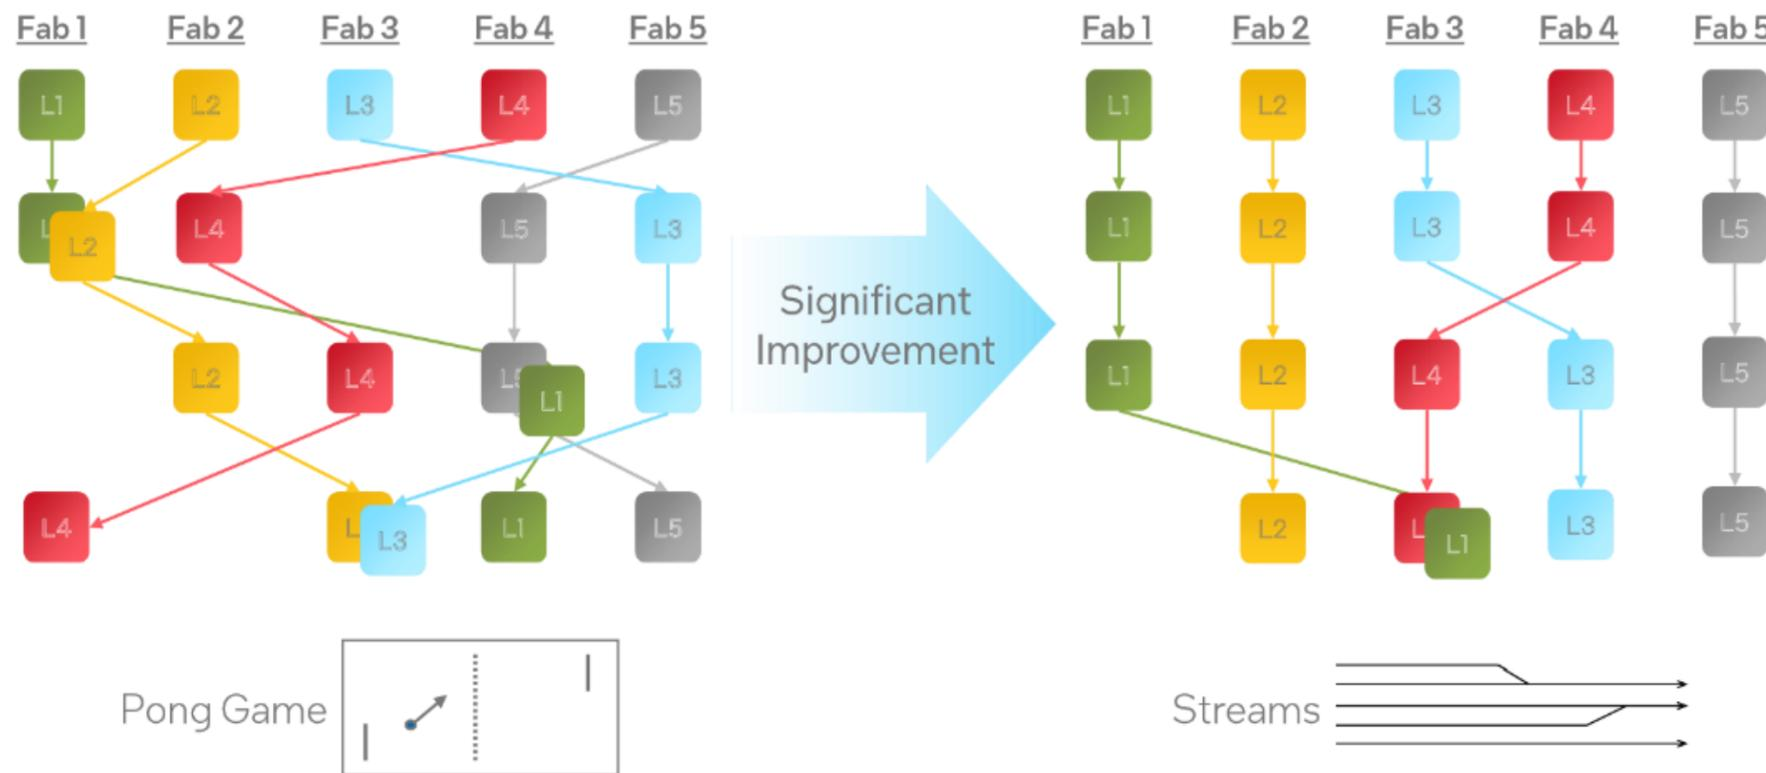 Fab 1 Fab 2 Fab 3 Fab 4 Fab 5 Fab 1 Fab 2 Fab 3 Fab 4 Fab 5
L1 L2 L3 L4 L5 L1 L2 L3 L4 L5
L L2 L4 L5 L3 L1 L2 L3 L4 L5
Significant
Improvement
L2 L4 L5 L1 L3 L1 L2 L4 L3 L5
L4 L L3 L1 L5 L2 L L1 L3 L5
Pong Game
Streams